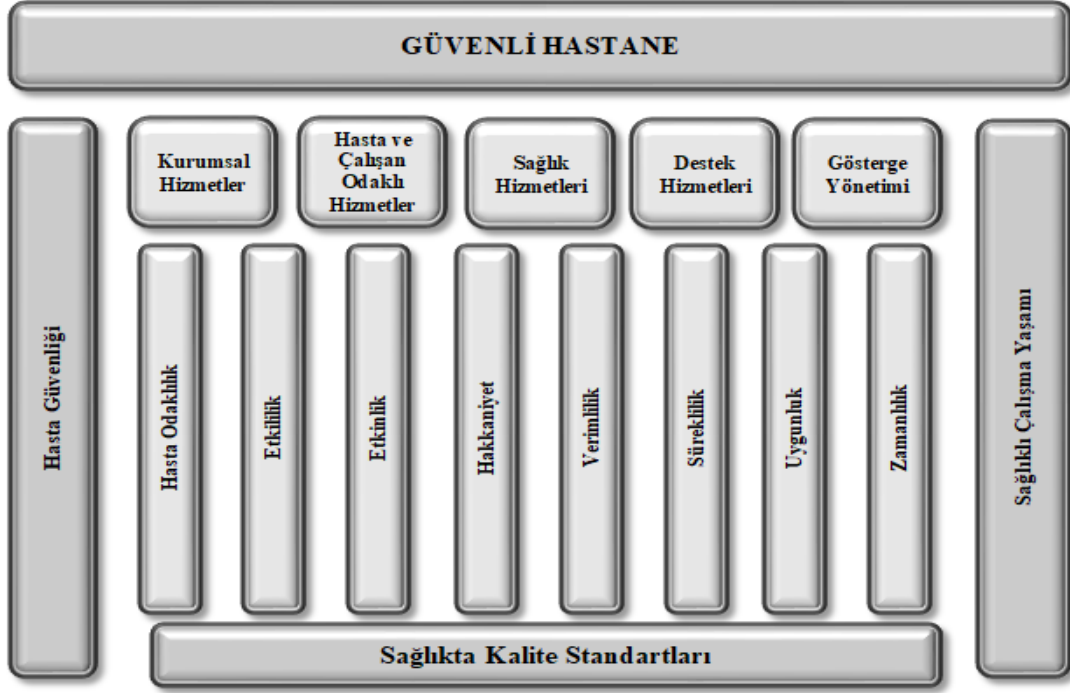 GÜVENLİ HASTANE
Kurumsal
Hizmetler
Hasta ve
Çalışan
Odaklı
Hizmetler
Sağlık
Hizmetleri
Destek
Hizmetleri
Gösterge
Yönetimi
Hasta Güvenliği
Hasta Odaklılık
Etkililik
Etkinlik
Hakkaniyet
Verimlilik
Süreklilik
Uygunluk
Zamanlılık
Sağlıklı Çalışma Yaşamı
Sağlıkta Kalite Standartları